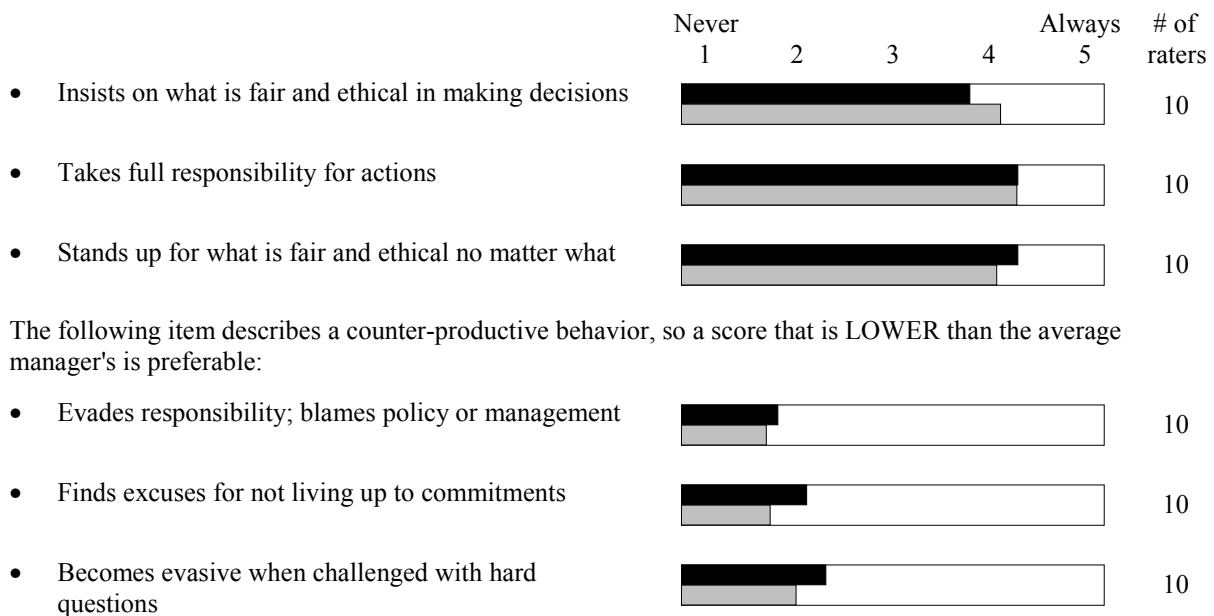 Never Always # of
1 2 3 4 5 raters
• Insists on what is fair and ethical in making decisions 10
• Takes full responsibility for actions 10
• Stands up for what is fair and ethical no matter what 10
The following item describes a counter-productive behavior, so a score that is LOWER than the average
manager's is preferable:
• Evades responsibility; blames policy or management 10
• Finds excuses for not living up to commitments 10
• Becomes evasive when challenged with hard 10
questions